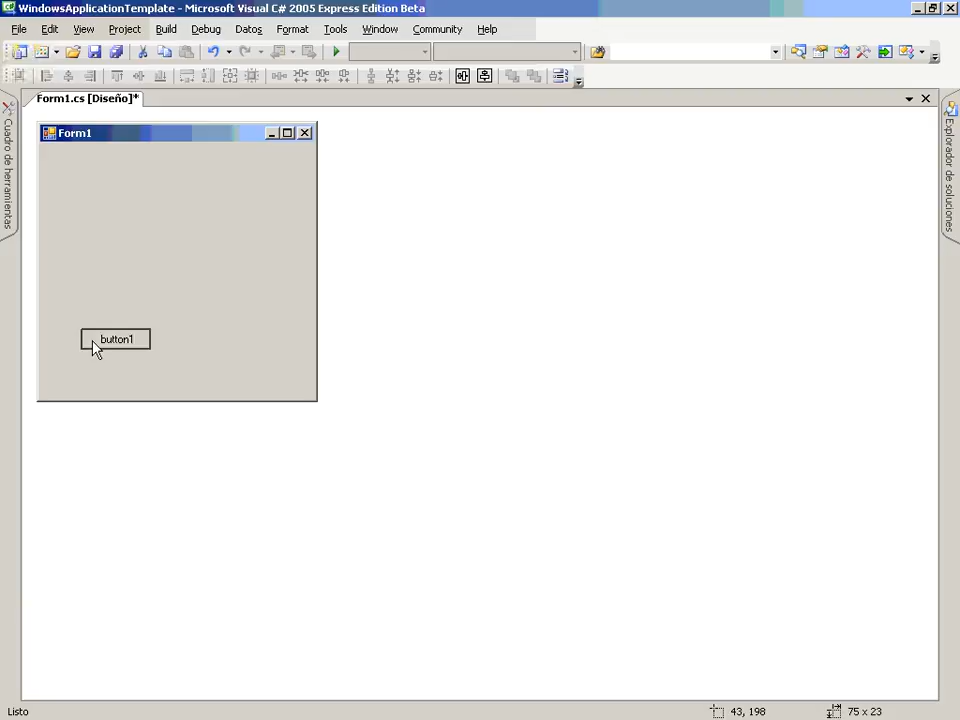 WindowsApplicationTemplate - Microsoft Visual C# 2005 Express Edition Beta
File Edit View Project Build Debug Datos Format Tools Window Community Help
Form1.cs [Diseño]*
Cuadro de herramientas
Explorador de soluciones
Form1
button1
Listo
43, 198
75 x 23